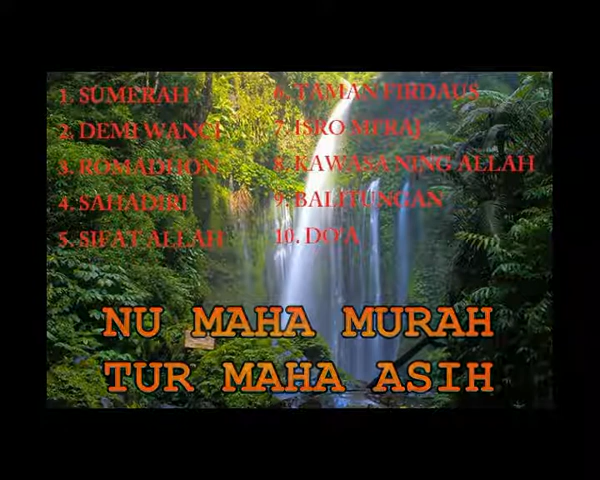 1. SUMERAH
2. DEMI WANCI
3. ROMADHON
4. SAHADIRI
5. SIFAT ALLAH
6. TAMAN FIRDAUS
7. ISRO MI'RAJ
8. KAWASA NING ALLAH
9. BALITUNGAN
10. DO'A
NU MAHA MURAH
TUR MAHA ASIH